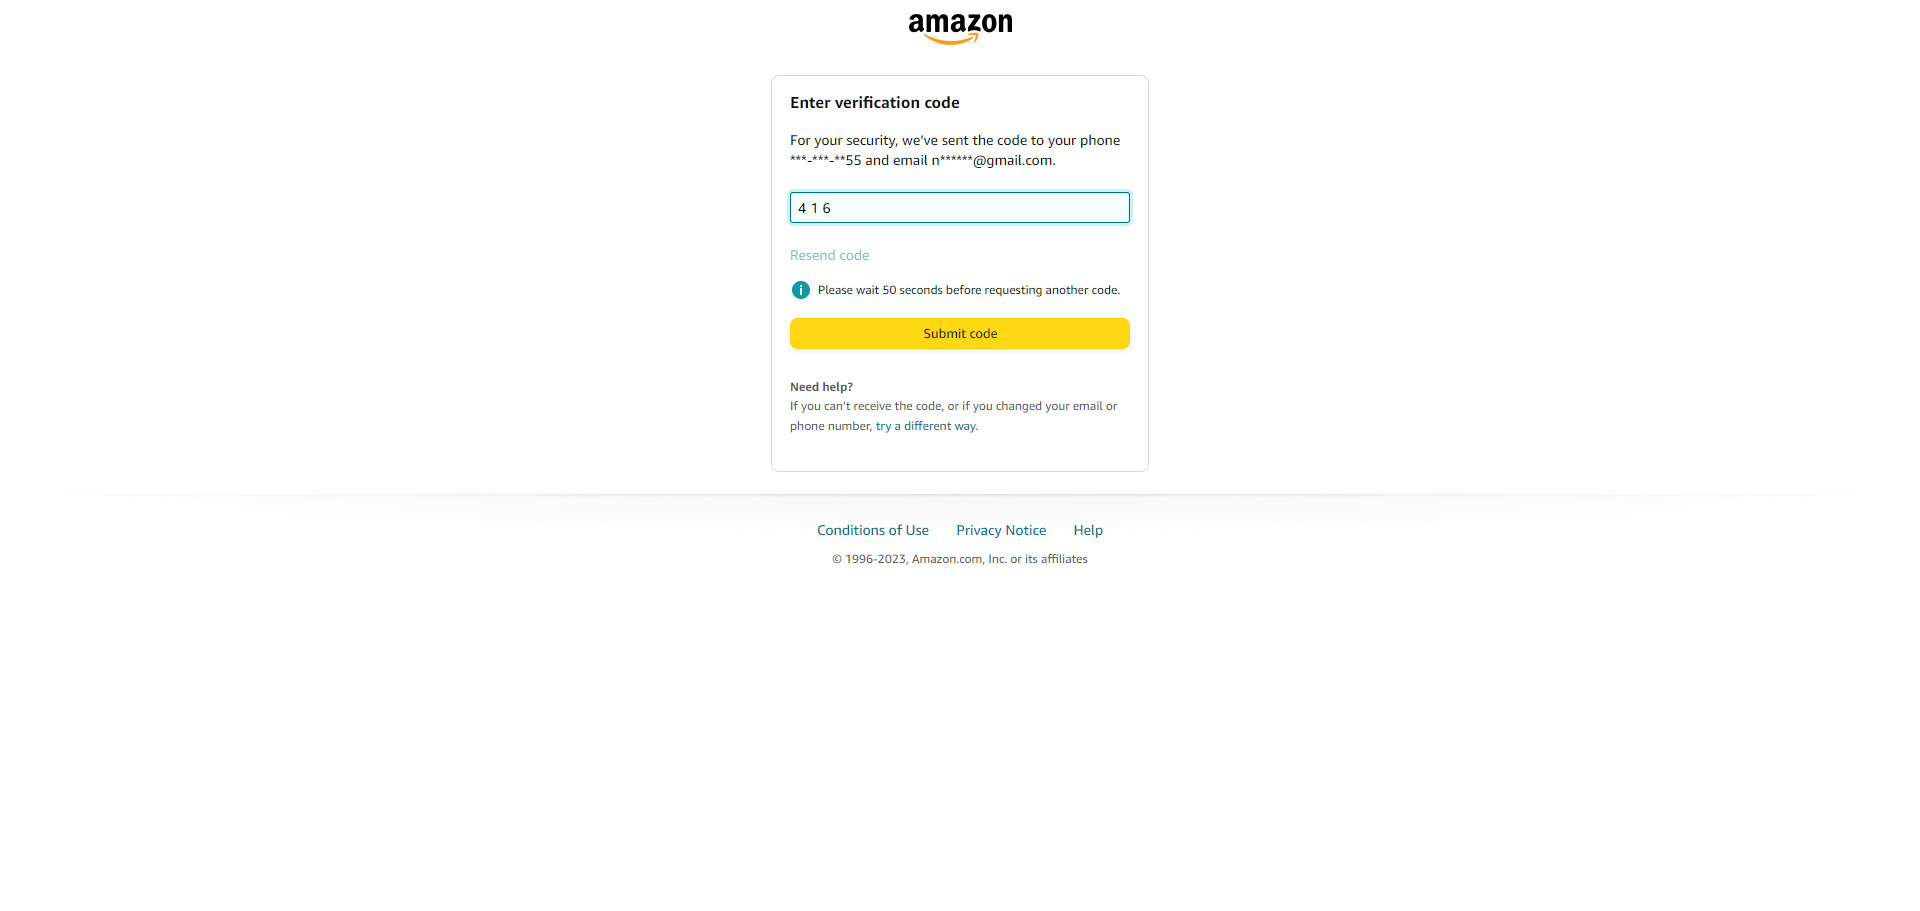 amazon
Enter verification code
For your security, we've sent the code to your phone
***-***-**55 and email n******@gmail.com.
4 1 6
Resend code
i Please wait 50 seconds before requesting another code.
Submit code
Need help?
If you can't receive the code, or if you changed your email or
phone number, try a different way.
Conditions of Use Privacy Notice Help
© 1996-2023, Amazon.com, Inc. or its affiliates